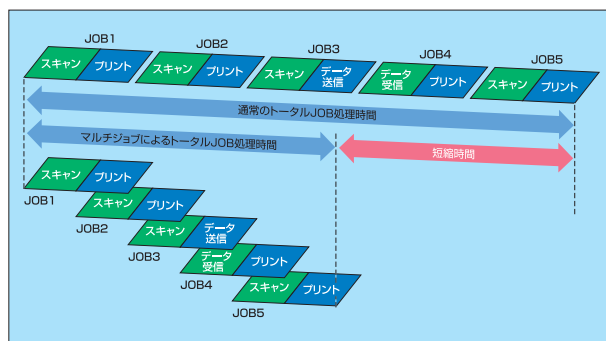 JOB1
JOB2
JOB3
JOB4
JOB5
スキャン プリント
スキャン プリント
スキャン データ送信
データ受信 プリント
スキャン プリント
通常のトータルJOB処理時間
マルチジョブによるトータルJOB処理時間
短縮時間
スキャン プリント
JOB1
スキャン プリント
JOB2
スキャン データ送信
JOB3
データ受信 プリント
JOB4
スキャン プリント
JOB5